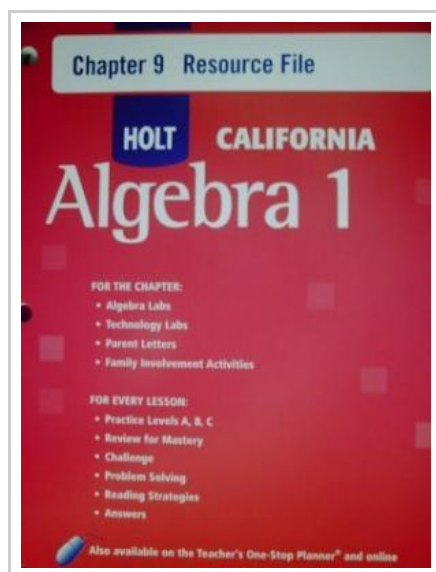 Chapter 9 Resource File
HOLT CALIFORNIA
Algebra 1
FOR THE CHAPTER:
• Algebra Labs
• Technology Labs
• Parent Letters
• Family Involvement Activities
FOR EVERY LESSON:
• Practice Levels A, B, C
• Review for Mastery
• Challenge
• Problem Solving
• Reading Strategies
• Answers
Also available on the Teacher's One-Stop Planner® and online